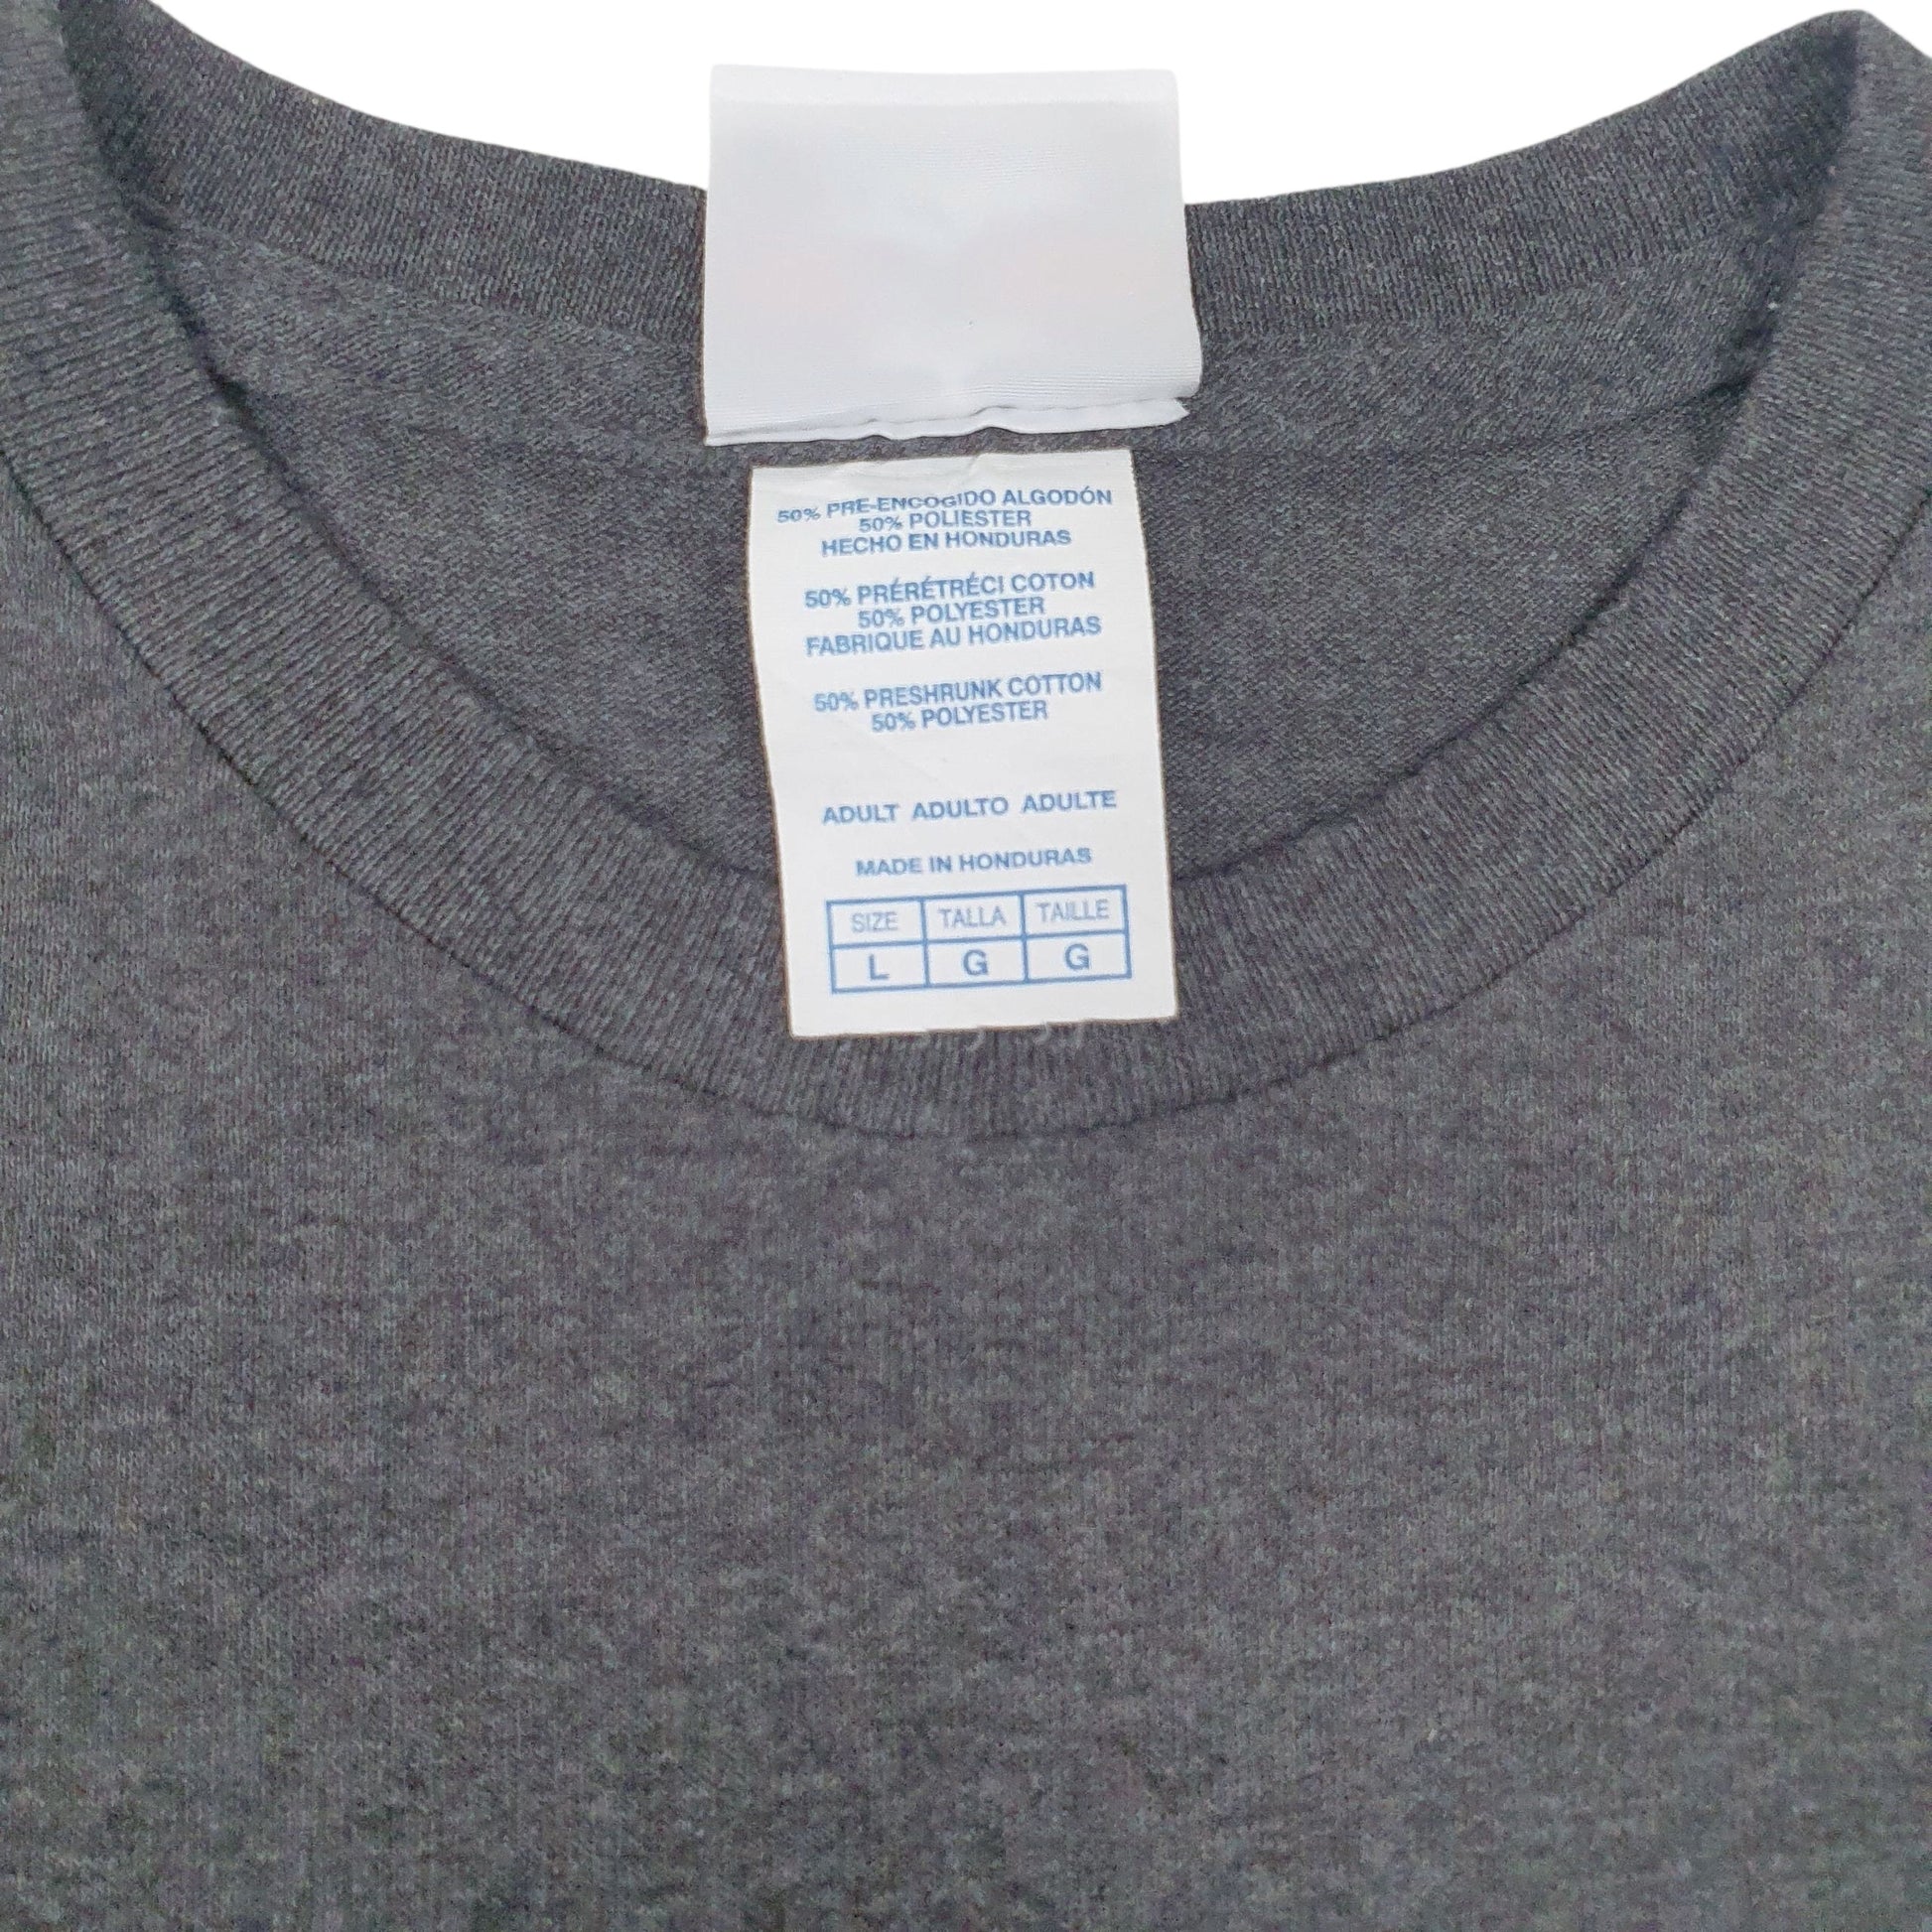 50% PRE-ENCOGIDO ALGODÓN
50% POLIESTER
HECHO EN HONDURAS
50% PRÉRÉTRÉCI COTON
50% POLYESTER
FABRIQUE AU HONDURAS
50% PRESHRUNK COTTON
50% POLYESTER
ADULT ADULTO ADULTE
MADE IN HONDURAS
SIZE TALLA TAILLE
L G G